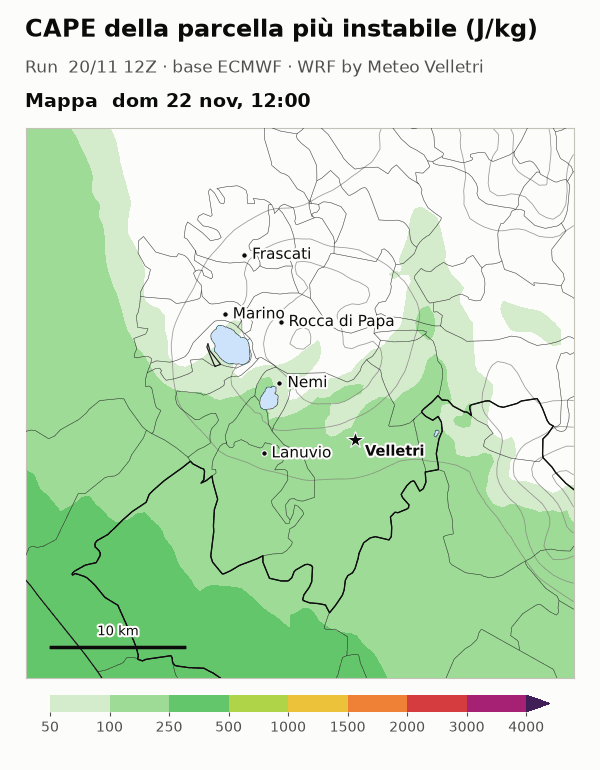 CAPE della parcella più instabile (J/kg)
Run  20/11 12Z · base ECMWF · WRF by Meteo Velletri
Mappa  dom 22 nov, 12:00
Frascati
Marino
Rocca di Papa
Nemi
Velletri
Lanuvio
10 km
50 100 250 500 1000 1500 2000 3000 4000